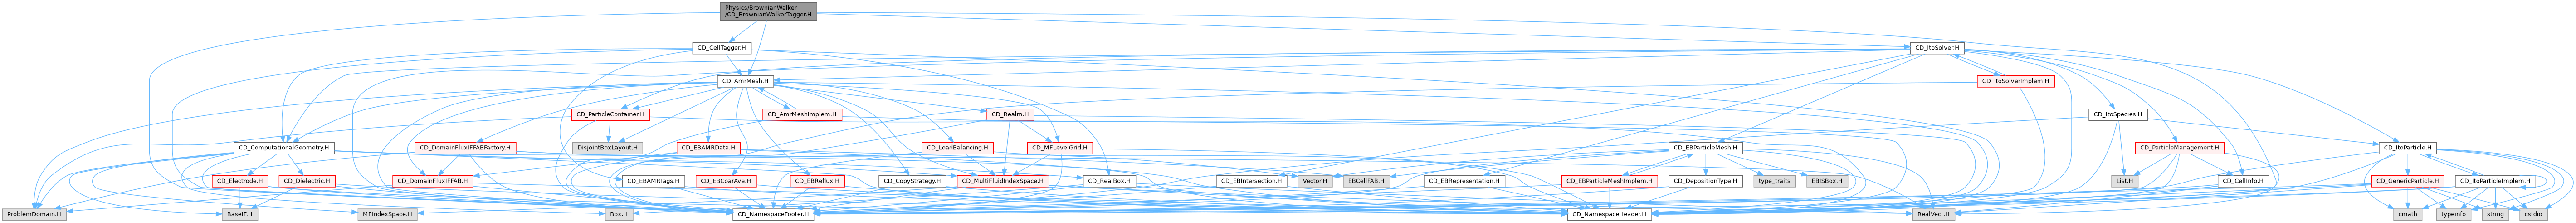 Physics/BrownianWalker
/CD_BrownianWalkerTagger.H
CD_CellTagger.H
CD_ItoSolver.H
CD_AmrMesh.H
CD_ItoSolverImplem.H
CD_ParticleContainer.H
CD_AmrMeshImplem.H
CD_Realm.H
CD_ItoSpecies.H
CD_ComputationalGeometry.H
CD_DomainFluxIFFABFactory.H
DisjointBoxLayout.H
CD_EBAMRData.H
CD_LoadBalancing.H
CD_MFLevelGrid.H
CD_EBParticleMesh.H
CD_ParticleManagement.H
CD_ItoParticle.H
CD_Electrode.H
CD_Dielectric.H
CD_DomainFluxIFFAB.H
CD_EBAMRTags.H
CD_EBCoarAve.H
CD_EBReflux.H
CD_CopyStrategy.H
CD_MultiFluidIndexSpace.H
CD_RealBox.H
CD_EBIntersection.H
Vector.H
EBCellFAB.H
CD_EBRepresentation.H
CD_EBParticleMeshImplem.H
CD_DepositionType.H
type_traits
EBISBox.H
List.H
CD_CellInfo.H
CD_GenericParticle.H
CD_ItoParticleImplem.H
ProblemDomain.H
BaseIF.H
MFIndexSpace.H
Box.H
CD_NamespaceFooter.H
CD_NamespaceHeader.H
RealVect.H
cmath
typeinfo
string
cstdio